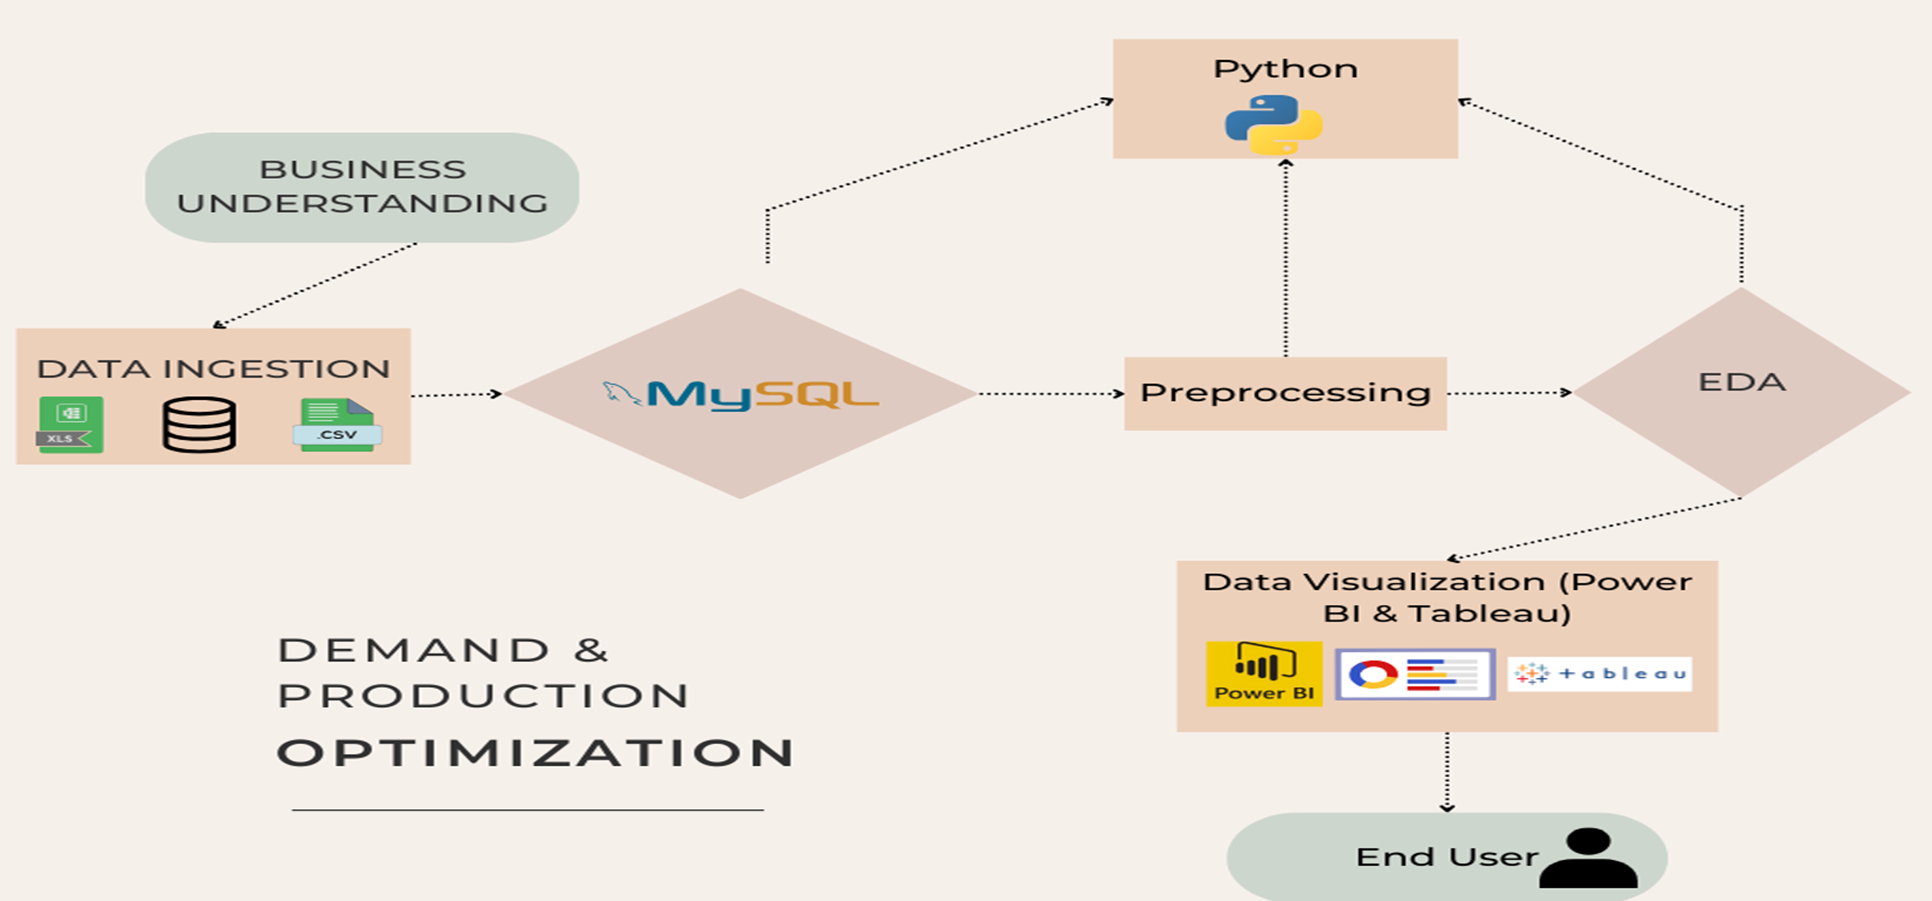 Python
BUSINESS
UNDERSTANDING
DATA INGESTION
XLS
.CSV
MySQL
Preprocessing
EDA
Data Visualization (Power
BI & Tableau)
Power BI
+ableau
DEMAND &
PRODUCTION
OPTIMIZATION
End User